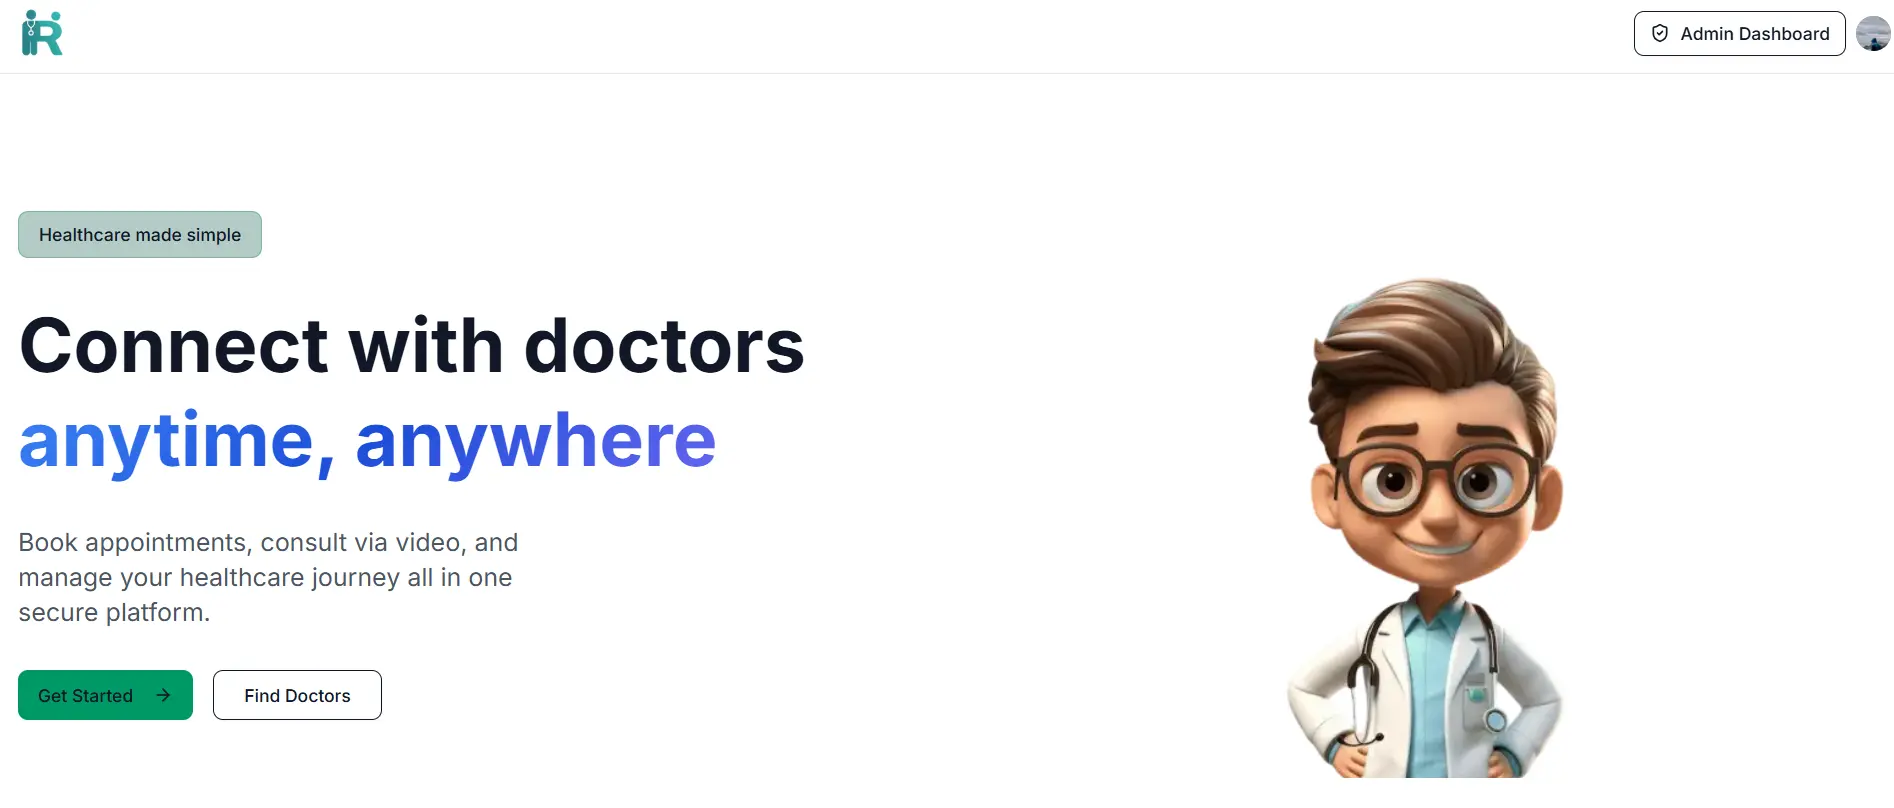 R
Admin Dashboard
Healthcare made simple
Connect with doctors
anytime, anywhere
Book appointments, consult via video, and
manage your healthcare journey all in one
secure platform.
Get Started
Find Doctors